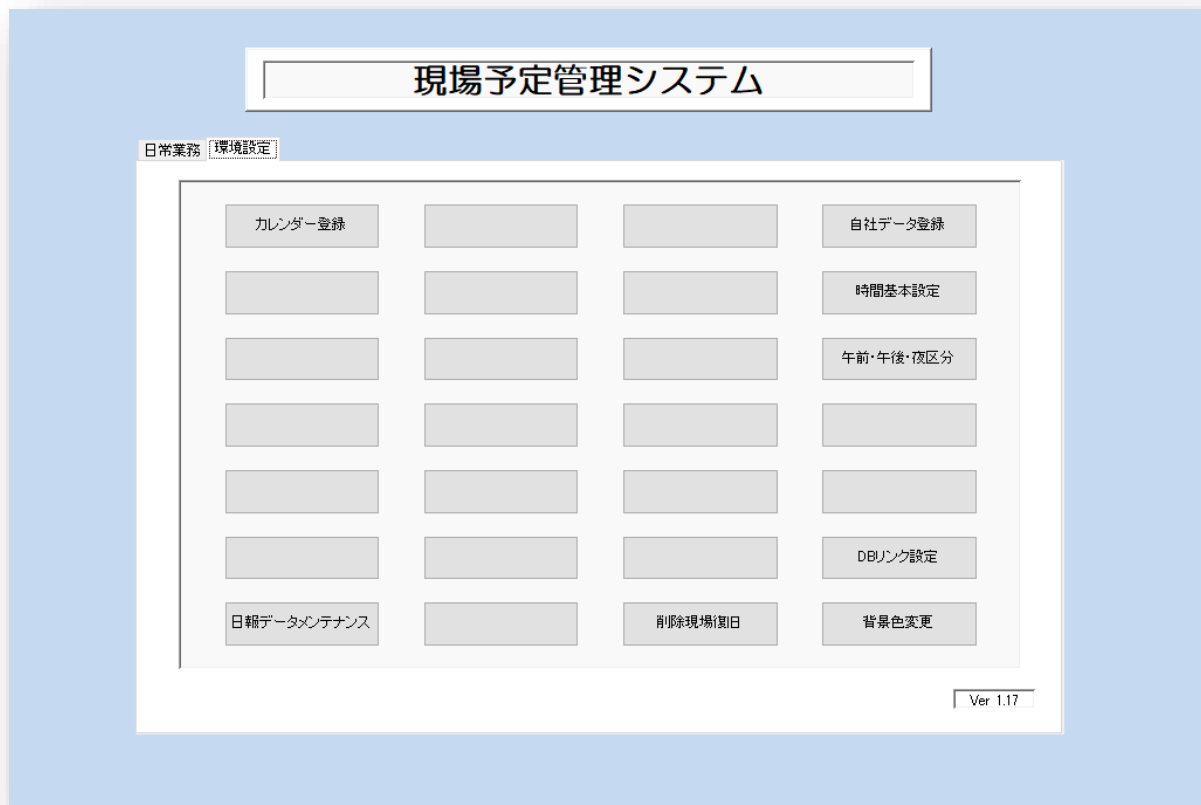 現場予定管理システム
日常業務
環境設定
カレンダー登録
自社データ登録
時間基本設定
午前・午後・夜区分
DBリンク設定
日報データメンテナンス
削除現場復旧
背景色変更
Ver 1.17